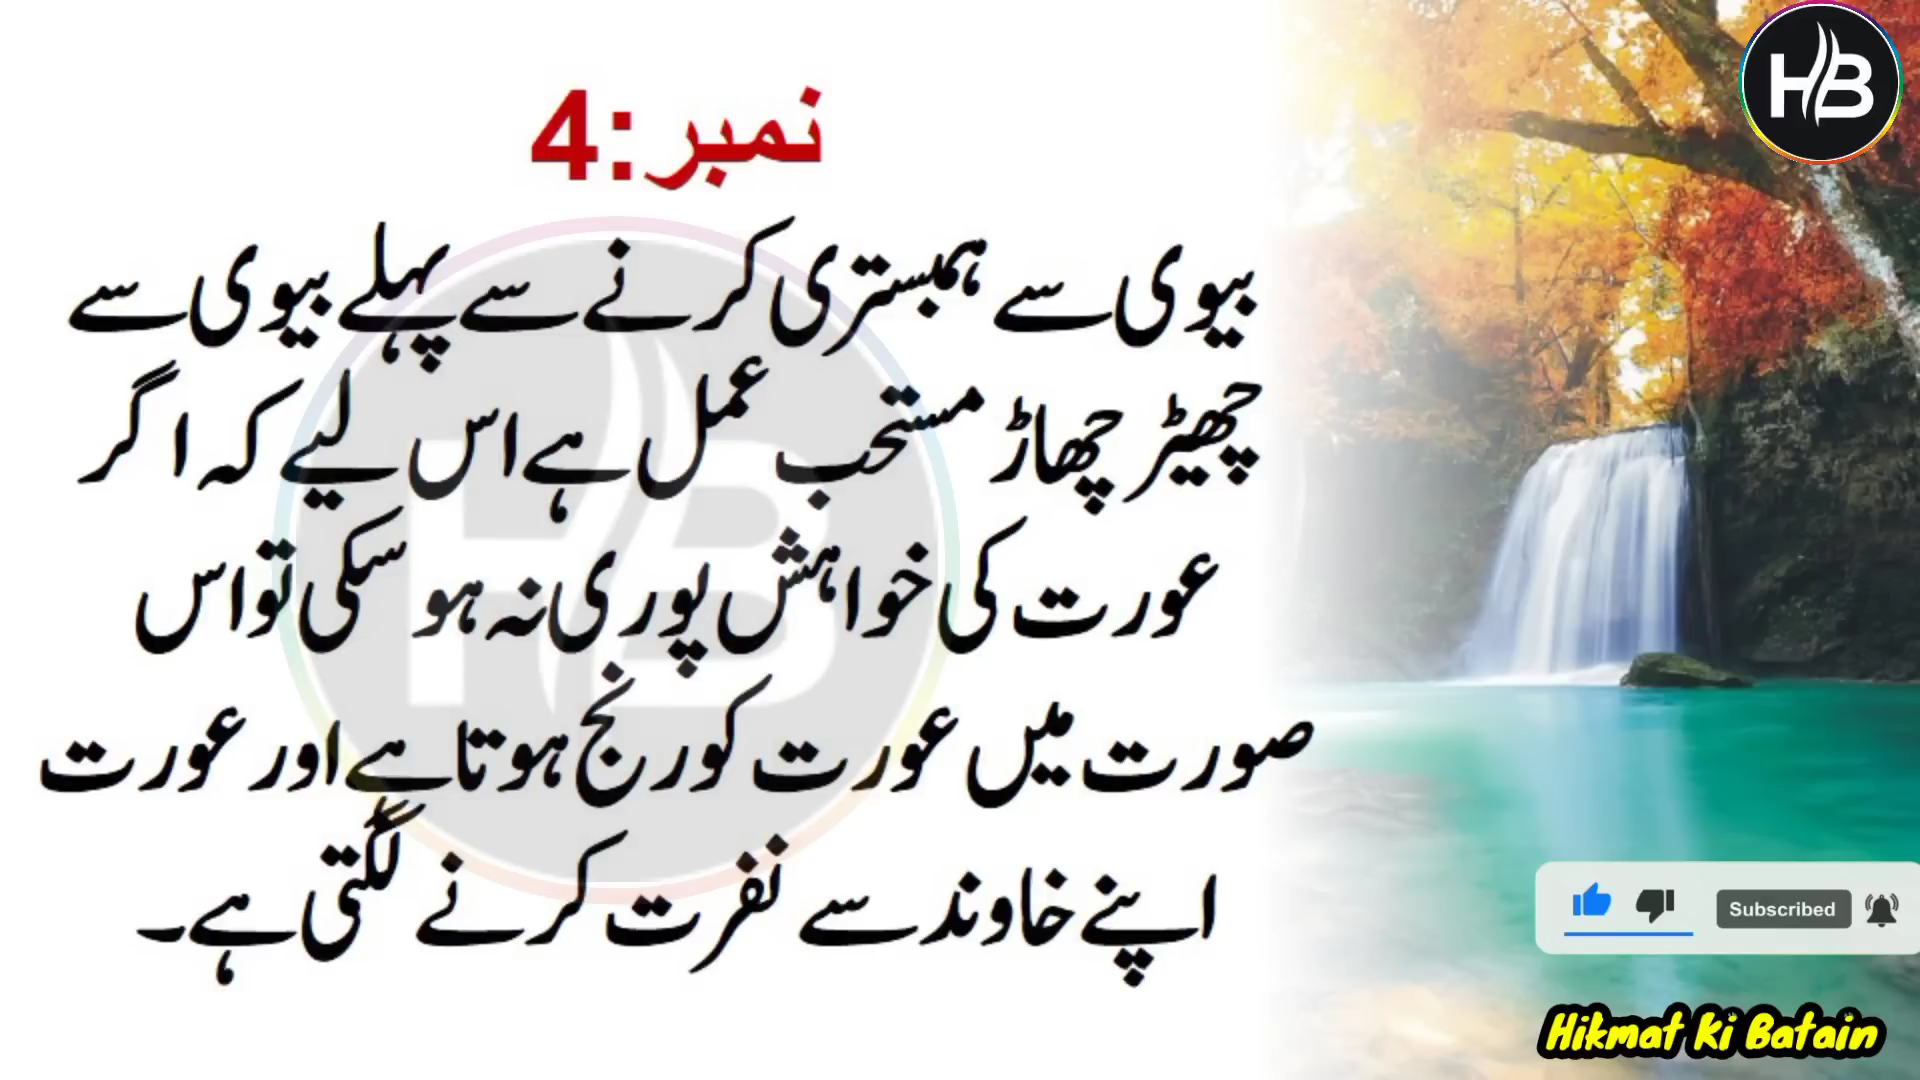 HB
نمبر:4
بیوی سے ہمبستری کرنے سے پہلے بیوی سے
چھیڑ چھاڑ مستحب عمل ہے اس لیے کہ اگر
عورت کی خواہش پوری نہ ہو سکی تو اس
صورت میں عورت کو رنج ہوتا ہے اور عورت
اپنے خاوند سے نفرت کرنے لگتی ہے۔
HB
Subscribed
Hikmat Ki Batain